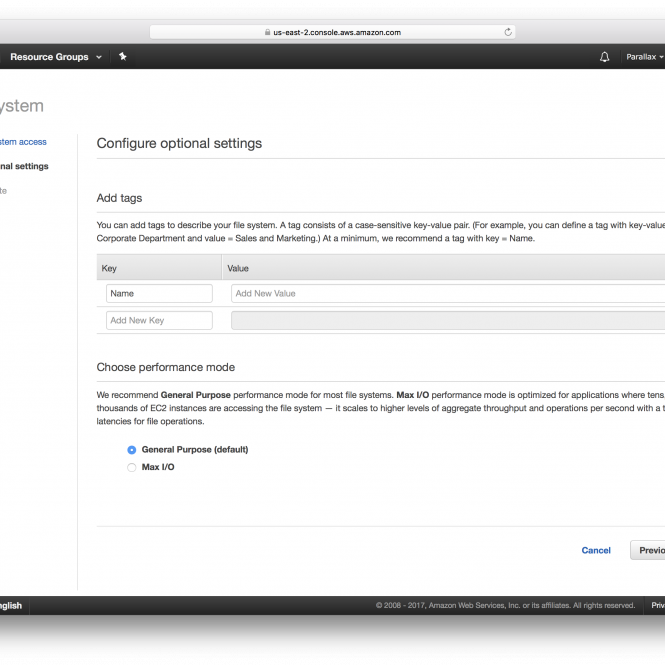 us-east-2.console.aws.amazon.com
Resource Groups
Parallax
ystem
stem access
nal settings
te
Configure optional settings
Add tags
You can add tags to describe your file system. A tag consists of a case-sensitive key-value pair. (For example, you can define a tag with key-value
Corporate Department and value = Sales and Marketing.) At a minimum, we recommend a tag with key = Name.
Key Value
Name Add New Value
Add New Key
Choose performance mode
We recommend General Purpose performance mode for most file systems. Max I/O performance mode is optimized for applications where tens,
thousands of EC2 instances are accessing the file system — it scales to higher levels of aggregate throughput and operations per second with a t
latencies for file operations.
General Purpose (default)
Max I/O
Cancel Previo
nglish
© 2008 - 2017, Amazon Web Services, Inc. or its affiliates. All rights reserved. Priv